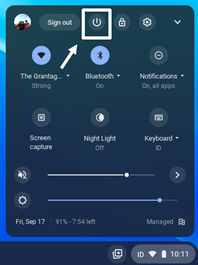 Sign out
The Grantag...
Strong
Bluetooth
On
Notifications
On, all apps
Screen
capture
Night Light
Off
Keyboard
ID
Fri, Sep 17
91% - 7:54 left
Managed
ID
10:11